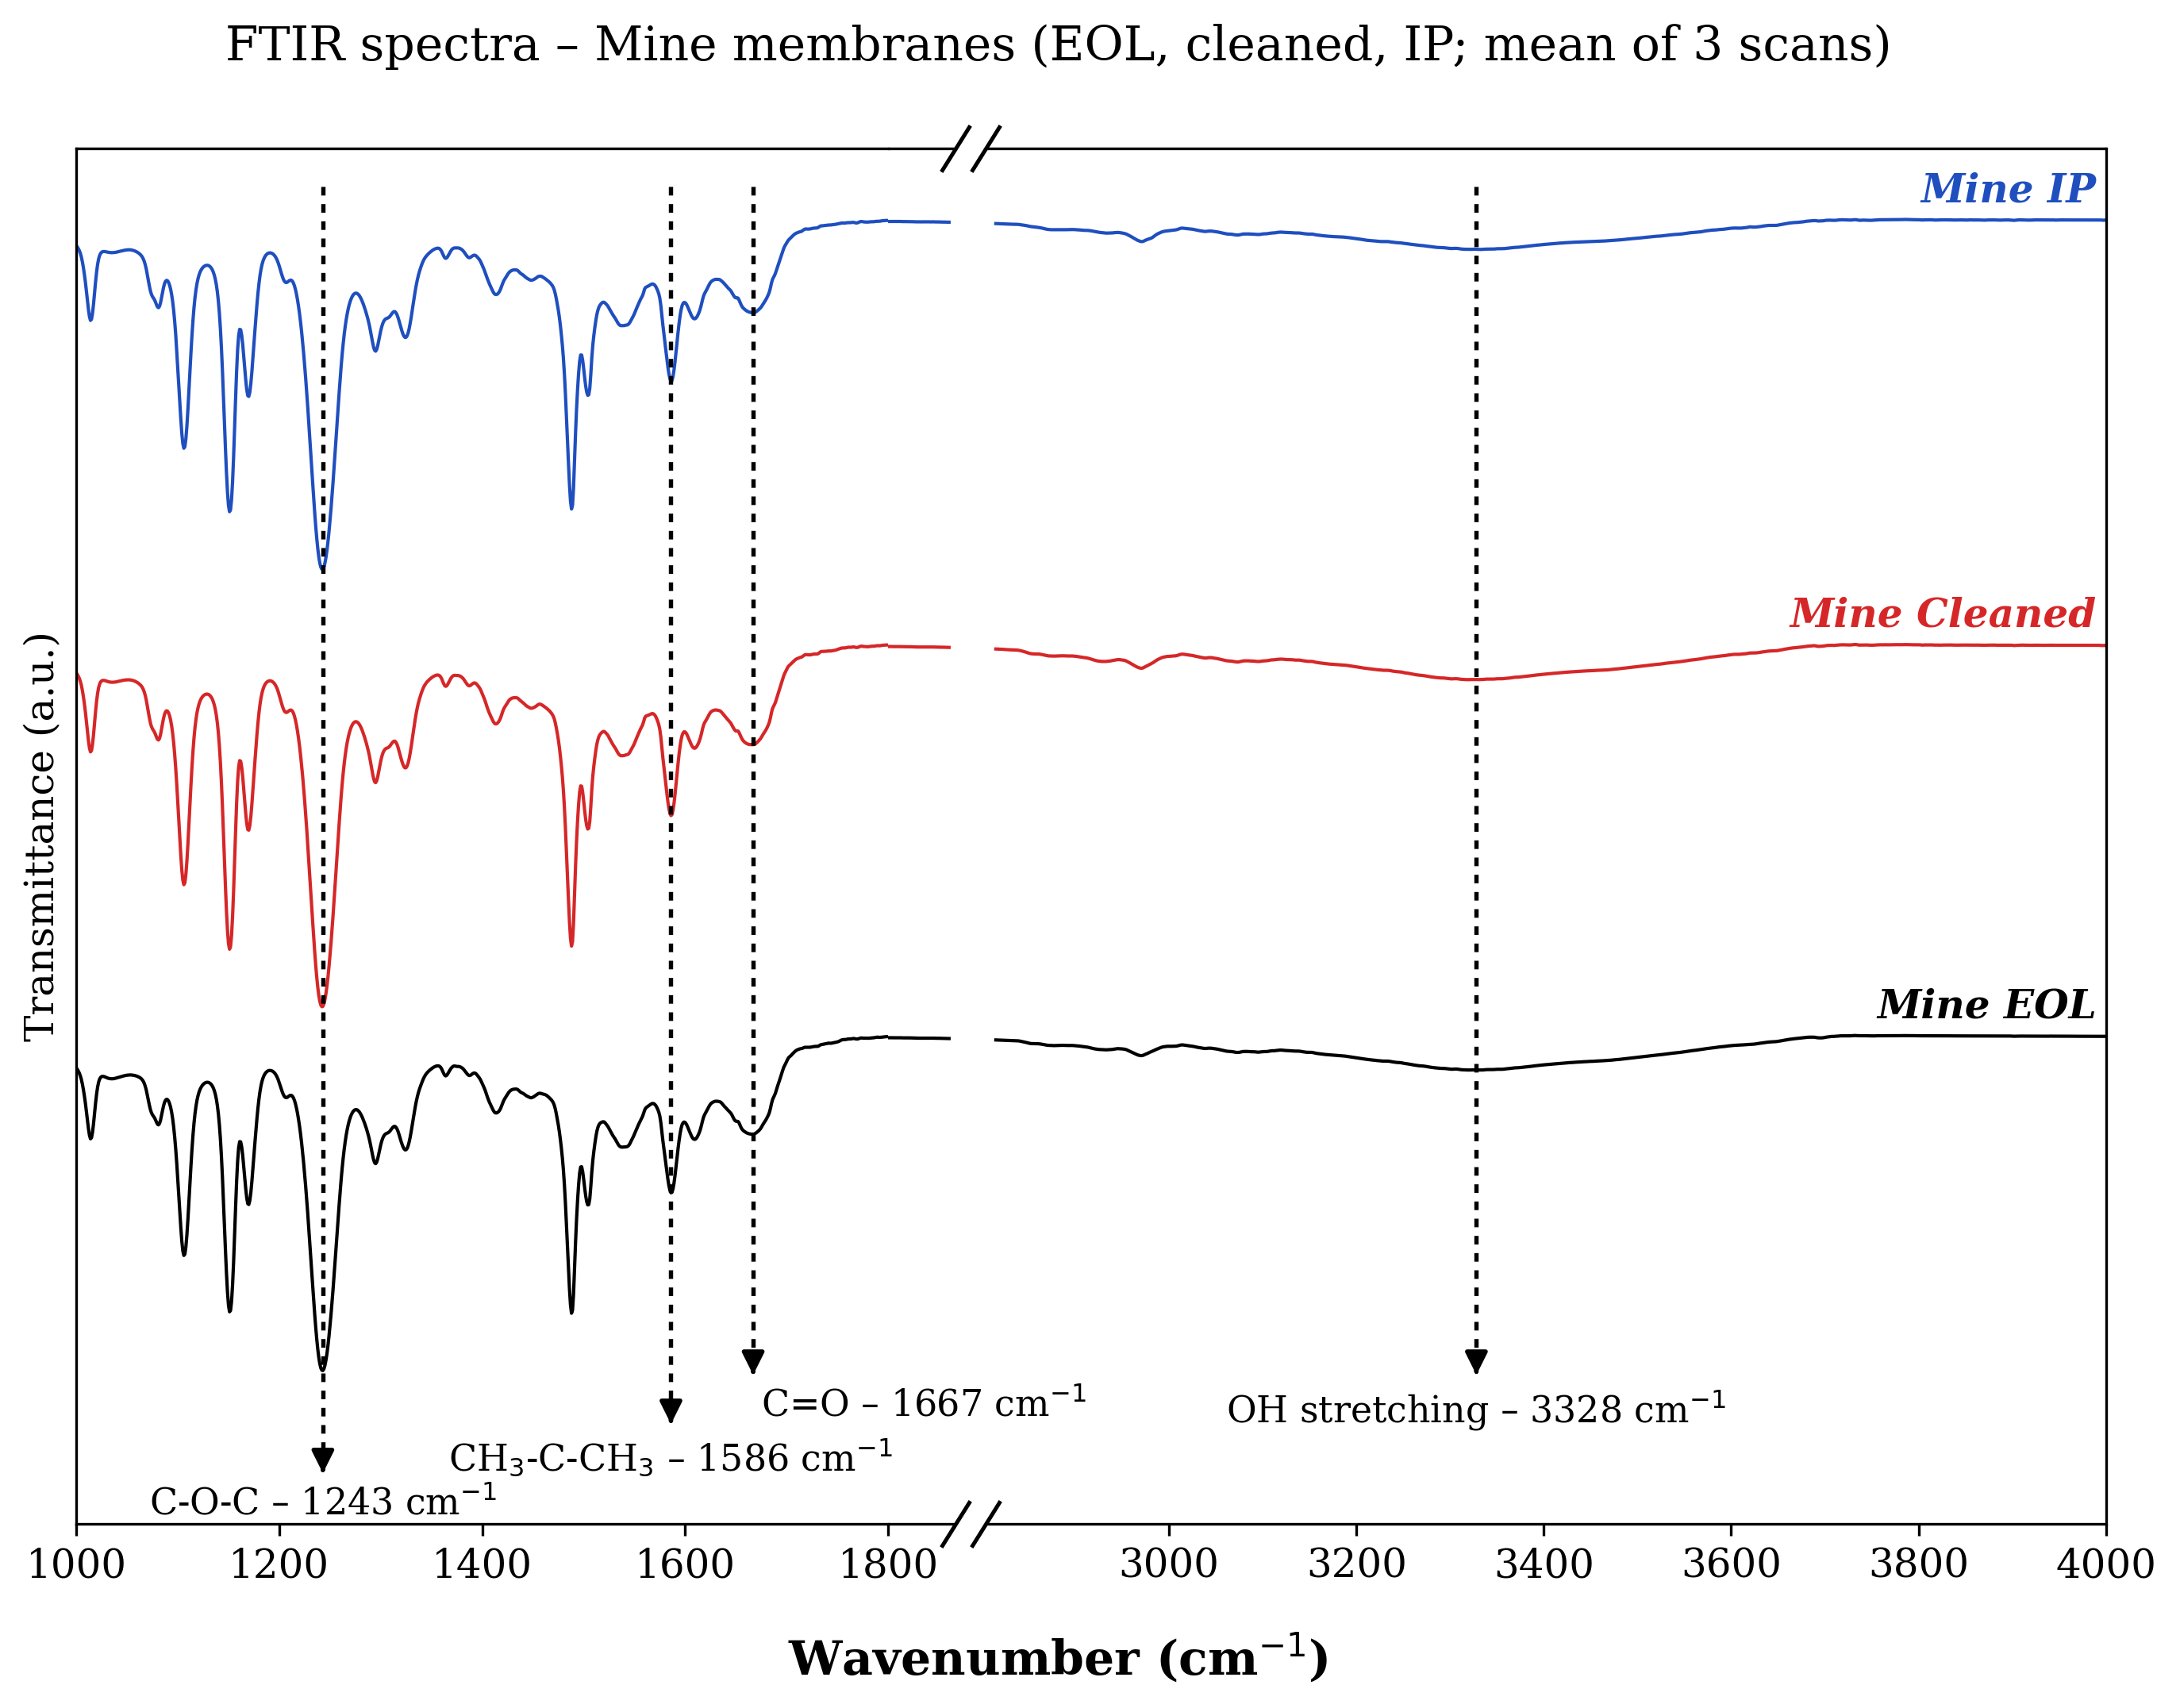 FTIR spectra – Mine membranes (EOL, cleaned, IP; mean of 3 scans)
Mine IP
Mine Cleaned
Mine EOL
Transmittance (a.u.)
C=O – 1667 cm⁻¹
OH stretching – 3328 cm⁻¹
CH₃-C-CH₃ – 1586 cm⁻¹
C-O-C – 1243 cm⁻¹
1000 1200 1400 1600 1800 3000 3200 3400 3600 3800 4000
Wavenumber (cm⁻¹)